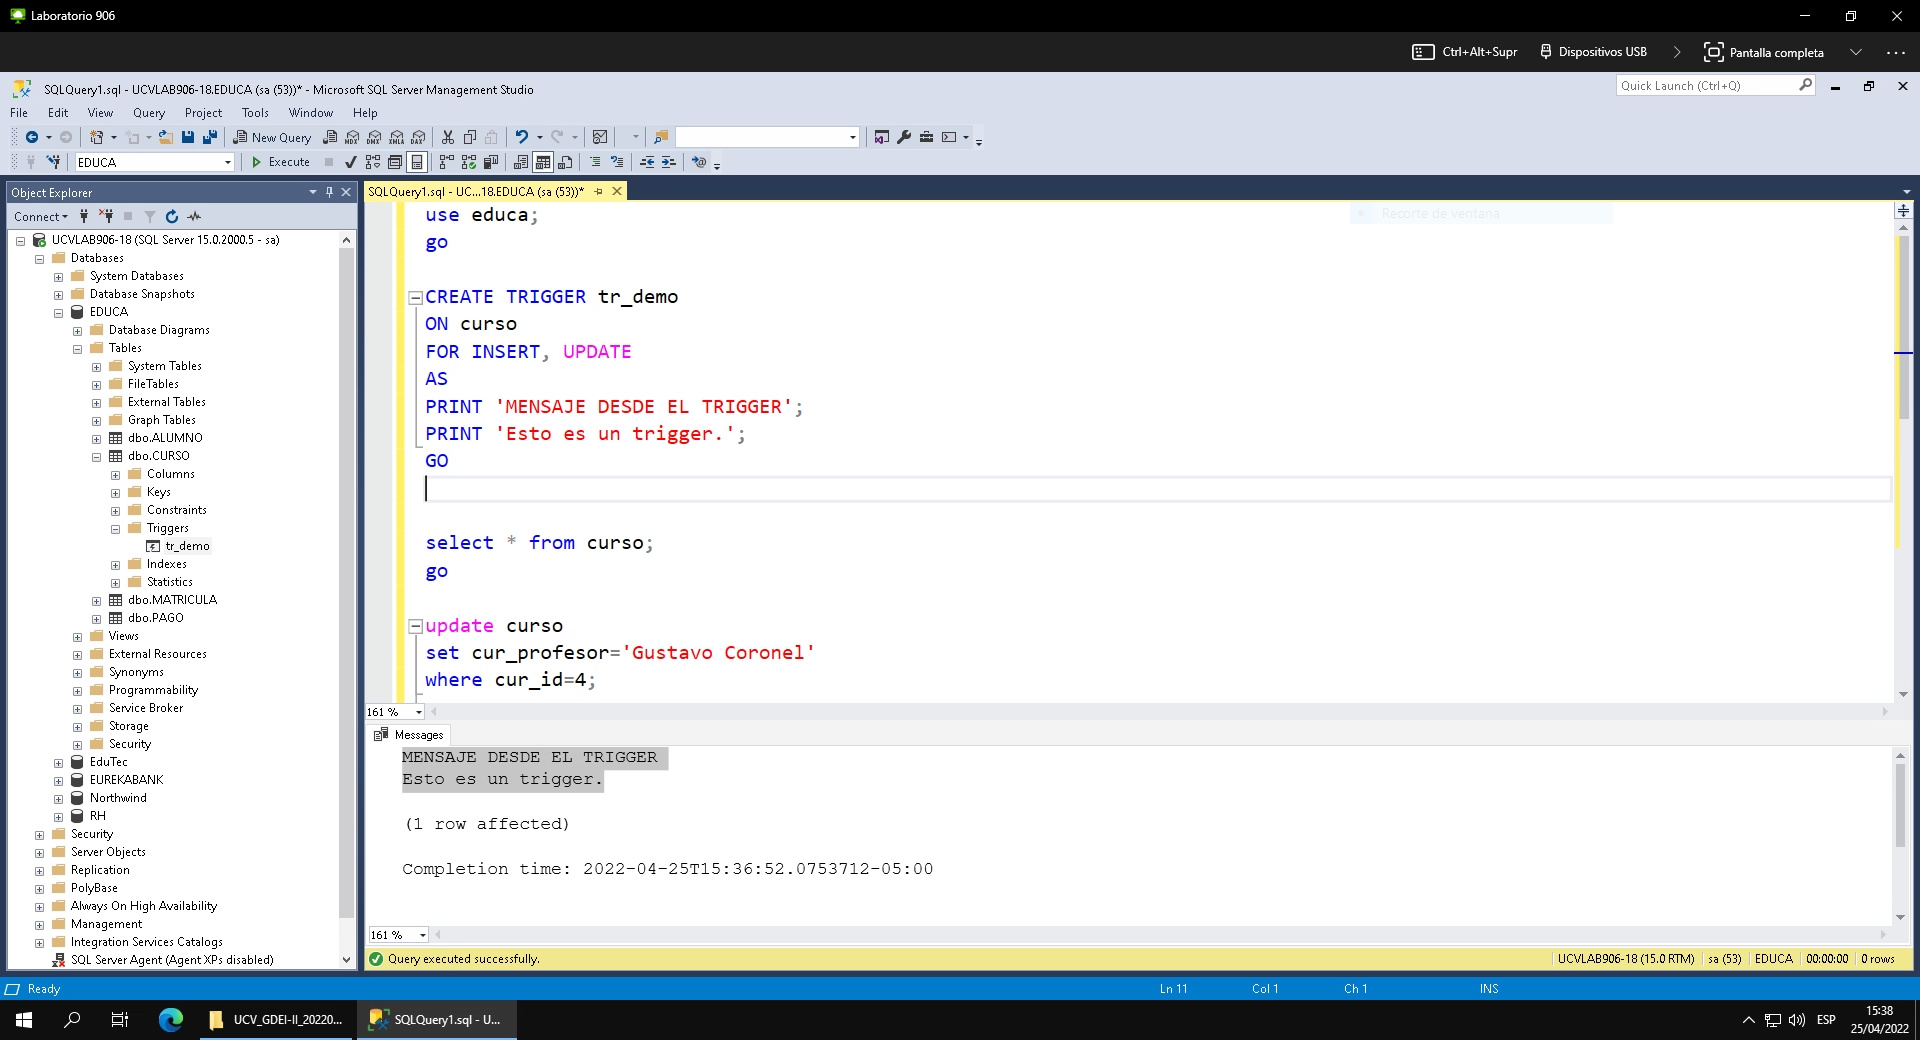 Laboratorio 906
Ctrl+Alt+Supr
Dispositivos USB
Pantalla completa
SQLQuery1.sql - UCVLAB906-18.EDUCA (sa (53))* - Microsoft SQL Server Management Studio
Quick Launch (Ctrl+Q)
File Edit View Query Project Tools Window Help
New Query
MDX DMX XMLA DAX
EDUCA
Execute
Object Explorer
SQLQuery1.sql - UC...18.EDUCA (sa (53))*
Connect
UCVLAB906-18 (SQL Server 15.0.2000.5 - sa)
Databases
System Databases
Database Snapshots
EDUCA
Database Diagrams
Tables
System Tables
FileTables
External Tables
Graph Tables
dbo.ALUMNO
dbo.CURSO
Columns
Keys
Constraints
Triggers
tr_demo
Indexes
Statistics
dbo.MATRICULA
dbo.PAGO
Views
External Resources
Synonyms
Programmability
Service Broker
Storage
Security
EduTec
EUREKABANK
Northwind
RH
Security
Server Objects
Replication
PolyBase
Always On High Availability
Management
Integration Services Catalogs
SQL Server Agent (Agent XPs disabled)
Recorte de ventana
use educa;
go
CREATE TRIGGER tr_demo
ON curso
FOR INSERT, UPDATE
AS
PRINT 'MENSAJE DESDE EL TRIGGER';
PRINT 'Esto es un trigger.';
GO
select * from curso;
go
update curso
set cur_profesor='Gustavo Coronel'
where cur_id=4;
161 %
Messages
MENSAJE DESDE EL TRIGGER
Esto es un trigger.
(1 row affected)
Completion time: 2022-04-25T15:36:52.0753712-05:00
161 %
Query executed successfully.
UCVLAB906-18 (15.0 RTM) sa (53) EDUCA 00:00:00 0 rows
Ready
Ln 11 Col 1 Ch 1 INS
UCV_GDEI-II_20220...
SQLQuery1.sql - U...
ESP
15:38
25/04/2022